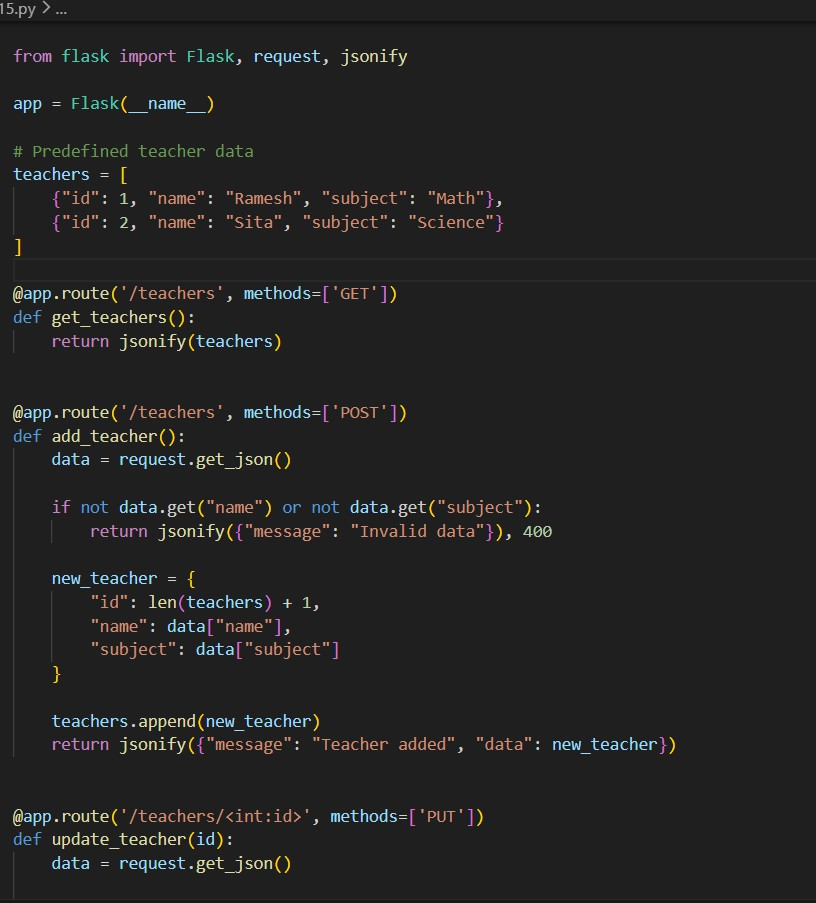 15.py > ...
from flask import Flask, request, jsonify
app = Flask(__name__)
# Predefined teacher data
teachers = [
    {"id": 1, "name": "Ramesh", "subject": "Math"},
    {"id": 2, "name": "Sita", "subject": "Science"}
]
@app.route('/teachers', methods=['GET'])
def get_teachers():
    return jsonify(teachers)
@app.route('/teachers', methods=['POST'])
def add_teacher():
    data = request.get_json()
    if not data.get("name") or not data.get("subject"):
        return jsonify({"message": "Invalid data"}), 400
    new_teacher = {
        "id": len(teachers) + 1,
        "name": data["name"],
        "subject": data["subject"]
    }
    teachers.append(new_teacher)
    return jsonify({"message": "Teacher added", "data": new_teacher})
@app.route('/teachers/<int:id>', methods=['PUT'])
def update_teacher(id):
    data = request.get_json()